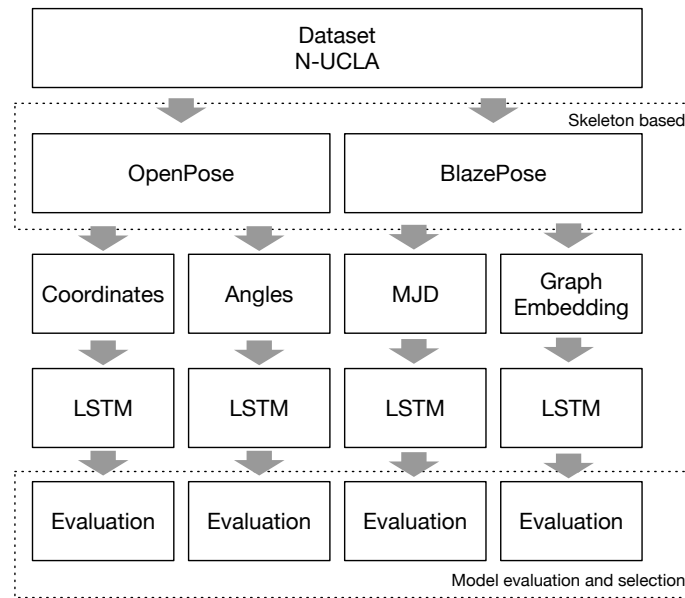 Dataset
N-UCLA
Skeleton based
OpenPose
BlazePose
Coordinates
Angles
MJD
Graph
Embedding
LSTM
LSTM
LSTM
LSTM
Evaluation
Evaluation
Evaluation
Evaluation
Model evaluation and selection